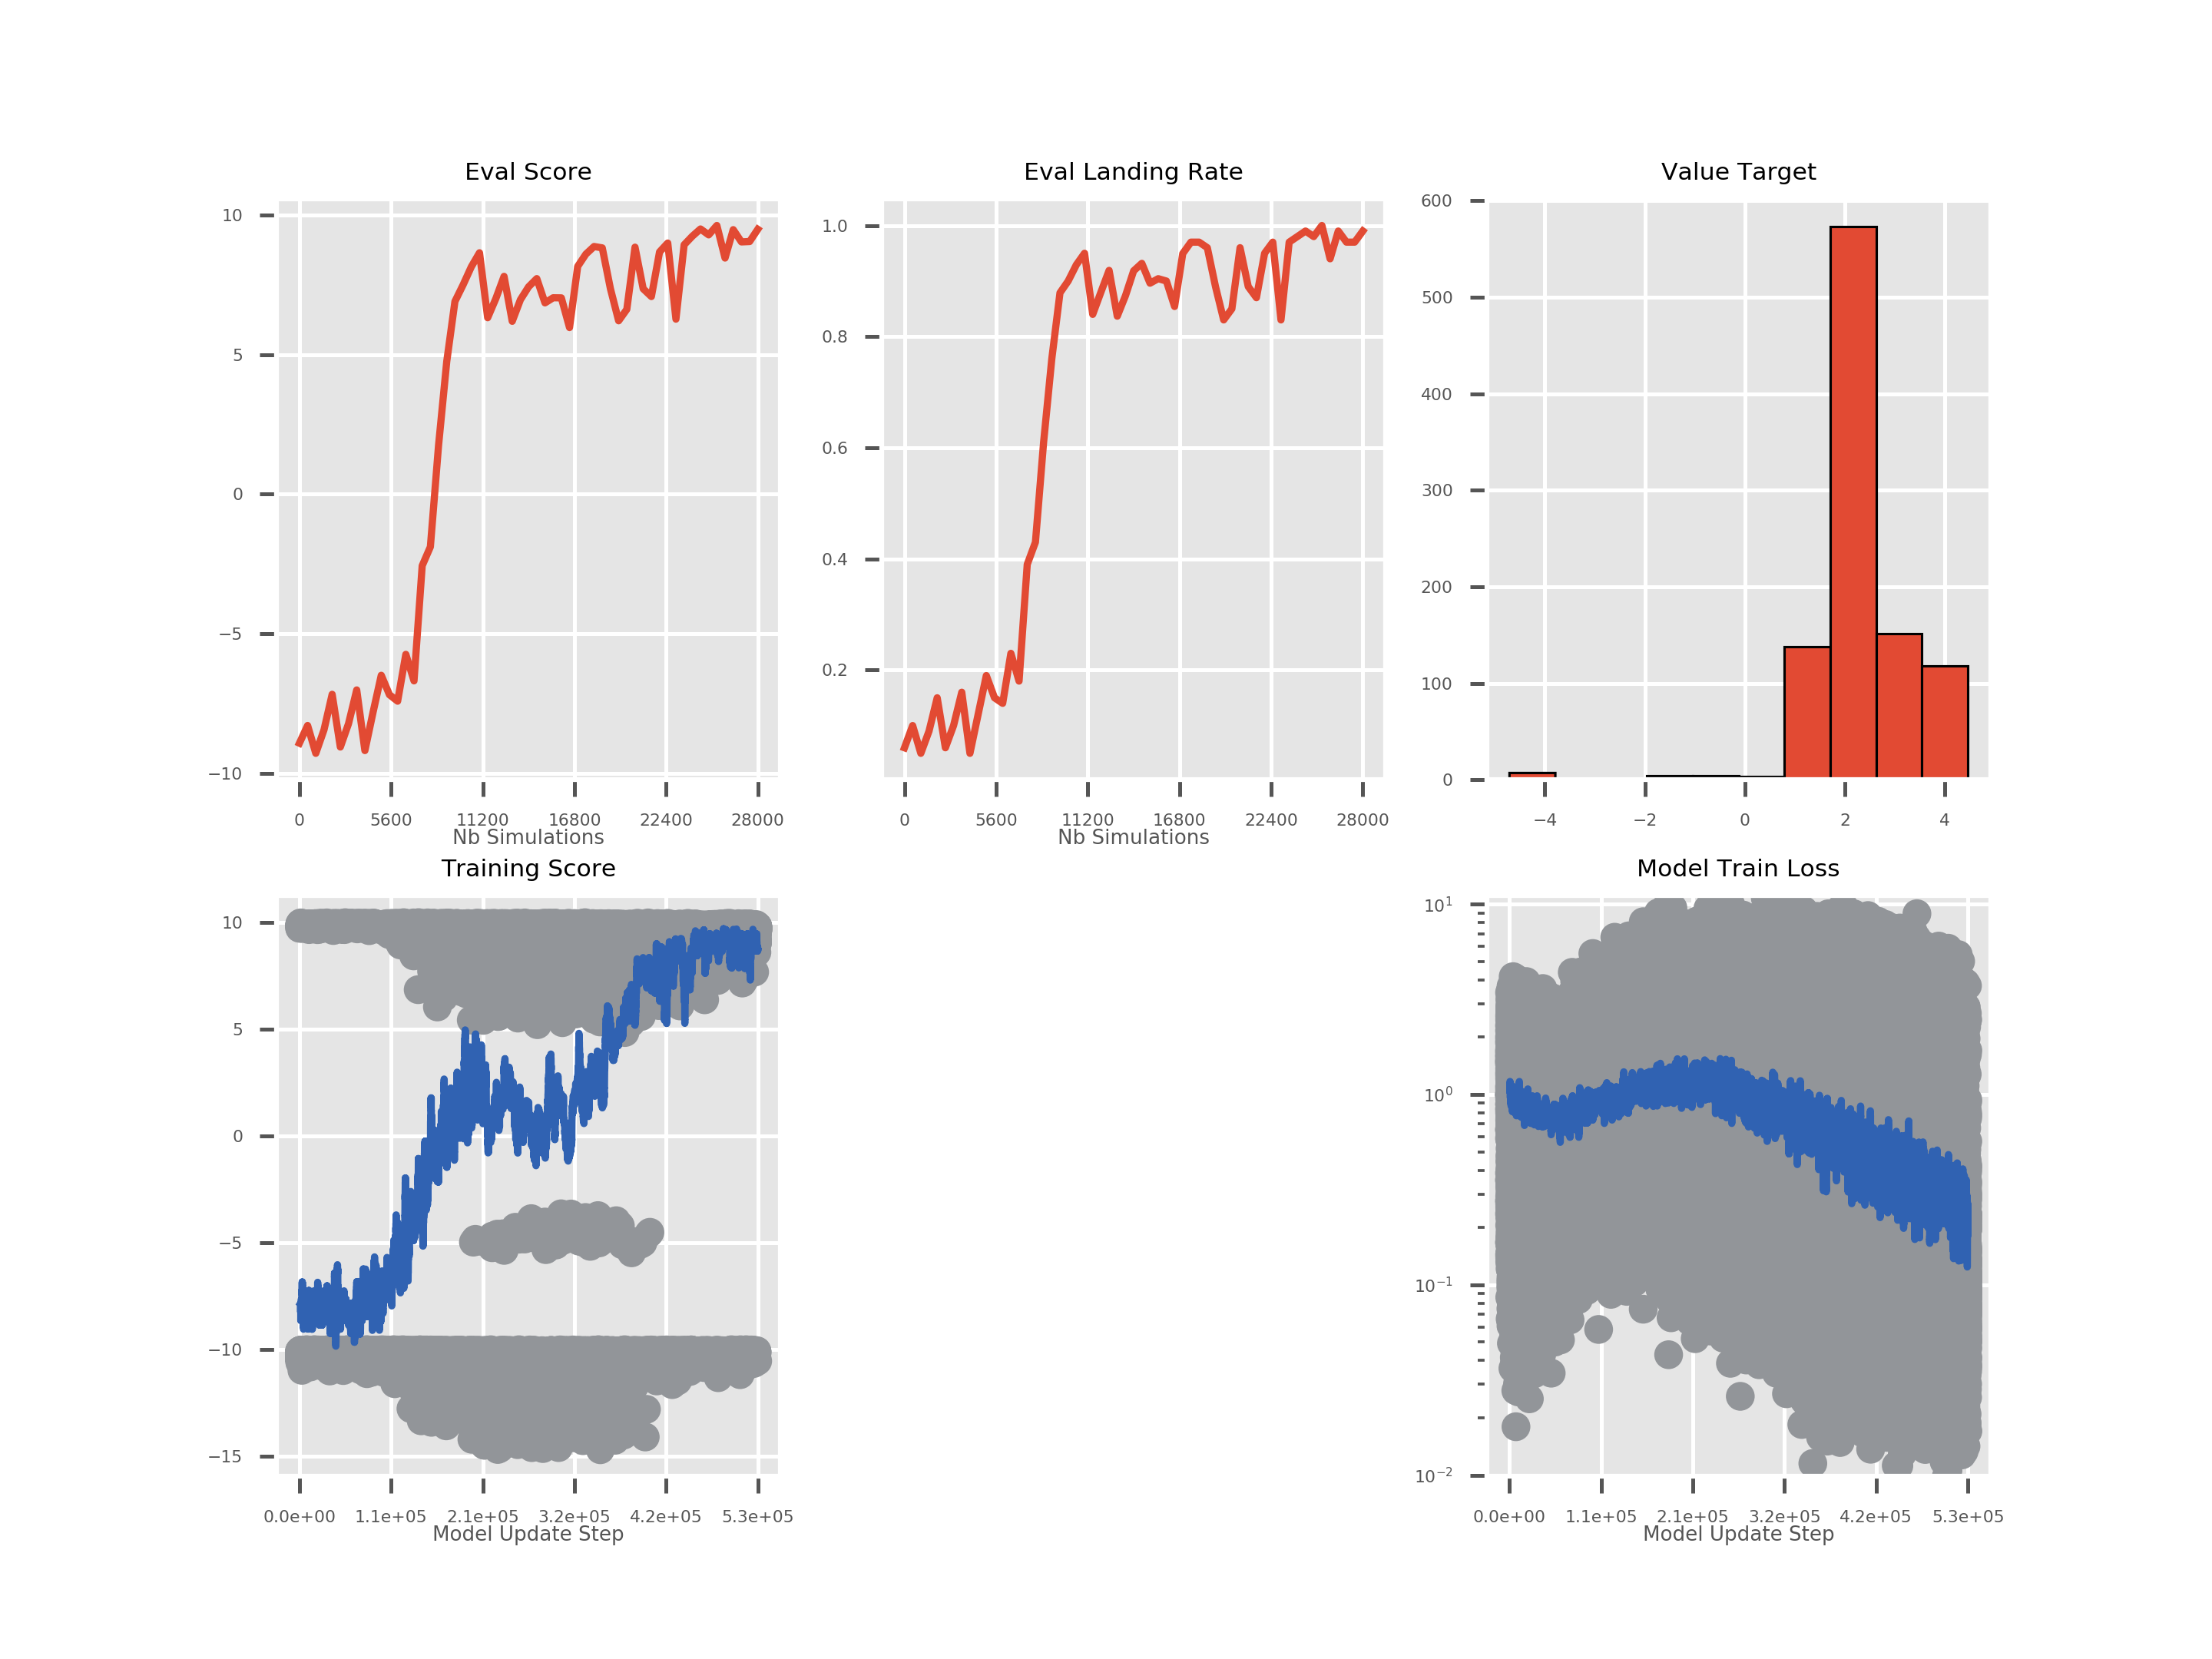 Eval Score
10
5
0
−5
−10
0 5600 11200 16800 22400 28000
Nb Simulations
Eval Landing Rate
1.0
0.8
0.6
0.4
0.2
0 5600 11200 16800 22400 28000
Nb Simulations
Value Target
600
500
400
300
200
100
0
−4 −2 0 2 4
Training Score
10
5
0
−5
−10
−15
0.0e+00 1.1e+05 2.1e+05 3.2e+05 4.2e+05 5.3e+05
Model Update Step
Model Train Loss
10¹
10⁰
10⁻¹
10⁻²
0.0e+00 1.1e+05 2.1e+05 3.2e+05 4.2e+05 5.3e+05
Model Update Step